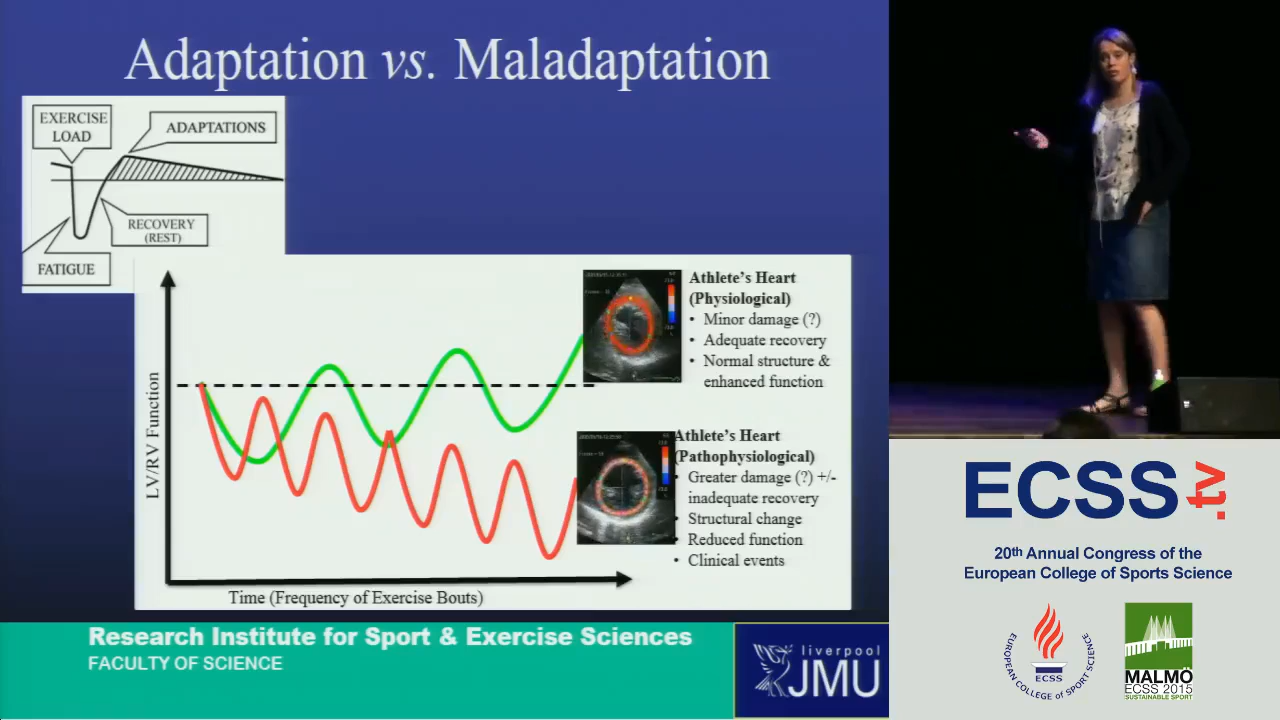 Adaptation vs. Maladaptation
EXERCISE
LOAD
ADAPTATIONS
RECOVERY
(REST)
FATIGUE
LV/RV Function
Time (Frequency of Exercise Bouts)
Athlete's Heart
(Physiological)
• Minor damage (?)
• Adequate recovery
• Normal structure &
enhanced function
Athlete's Heart
(Pathophysiological)
• Greater damage (?) +/-
inadequate recovery
• Structural change
• Reduced function
• Clinical events
Research Institute for Sport & Exercise Sciences
FACULTY OF SCIENCE
liverpool
JMU
ECSS.tv
20th Annual Congress of the
European College of Sports Science
EUROPEAN COLLEGE OF SPORT SCIENCE
ECSS
MALMÖ
ECSS 2015
SUSTAINABLE SPORT